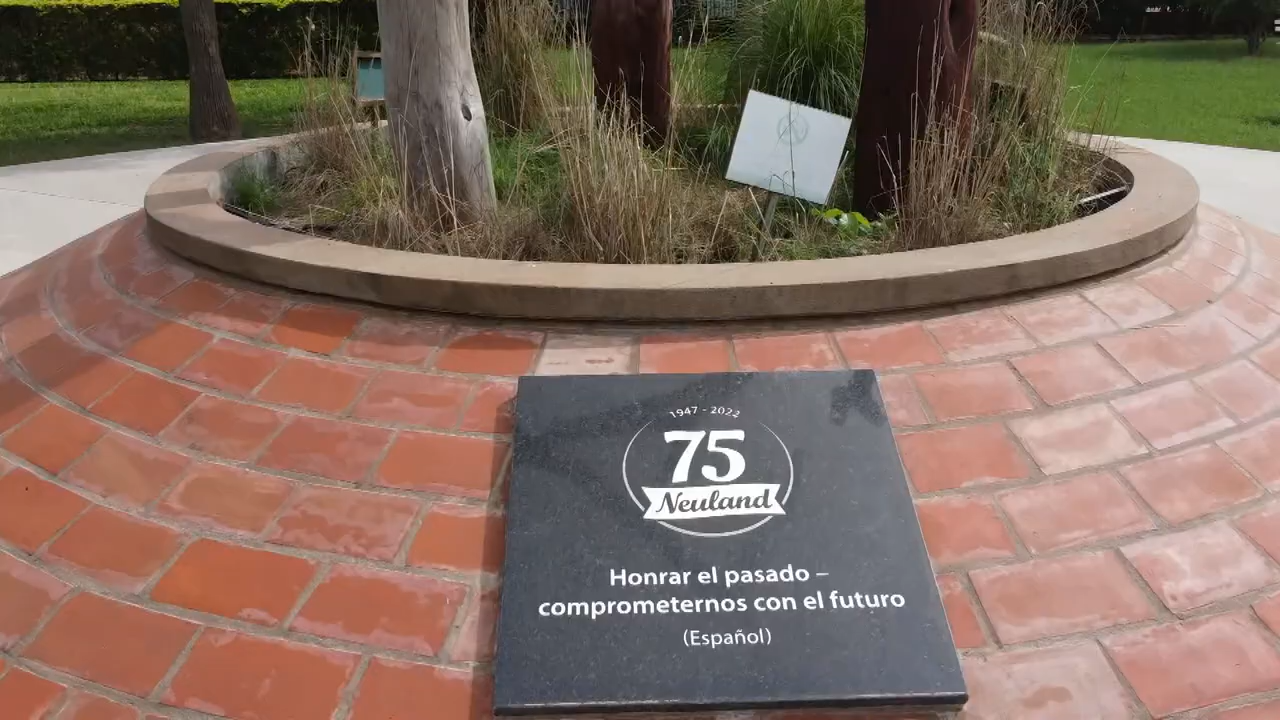 1947 - 2022
75
Neuland
Honrar el pasado –
comprometernos con el futuro
(Español)